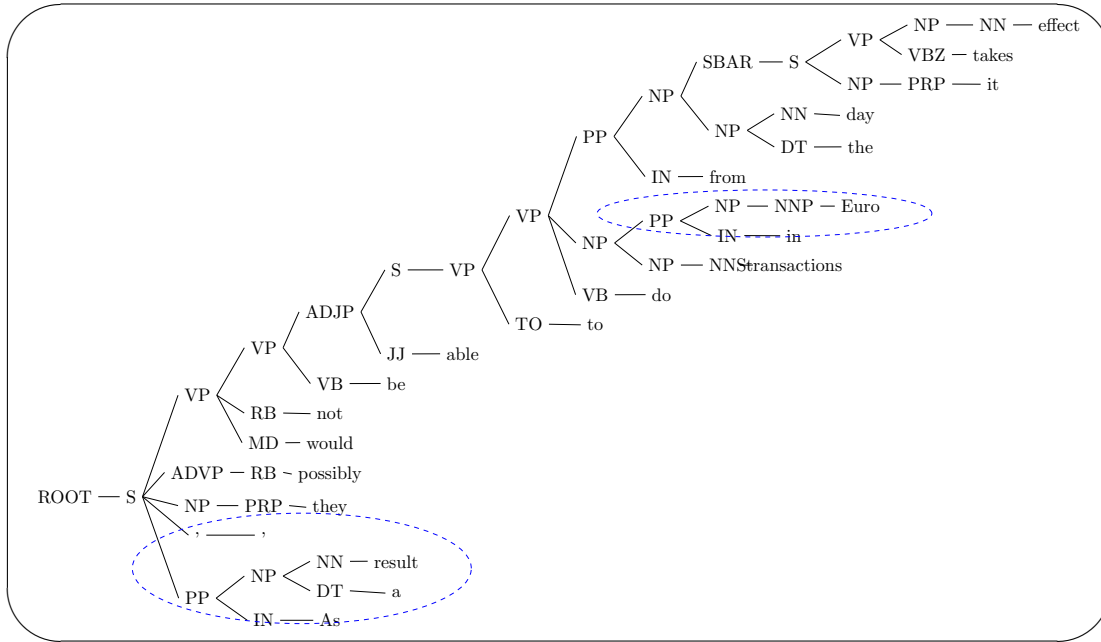 NP NN effect
VP
VBZ takes
SBAR S
NP PRP it
NP
NN day
NP
DT the
PP
IN from
NP NNP Euro
VP PP
IN in
NP
NP NNS transactions
S VP
VB do
ADJP
TO to
VP
JJ able
VB be
VP
RB not
MD would
ADVP RB possibly
ROOT S
NP PRP they
, ,
NN result
NP
DT a
PP
IN As